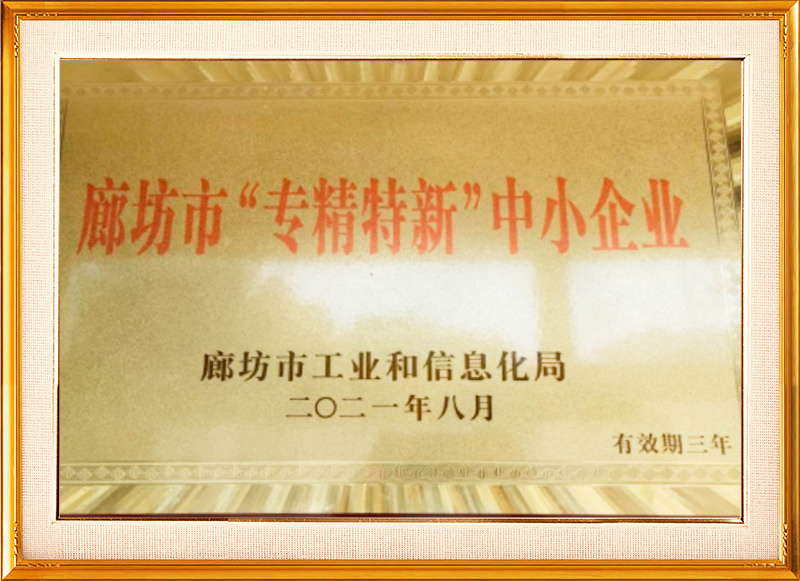 廊坊市“专精特新”中小企业
廊坊市工业和信息化局
二〇二一年八月
有效期三年